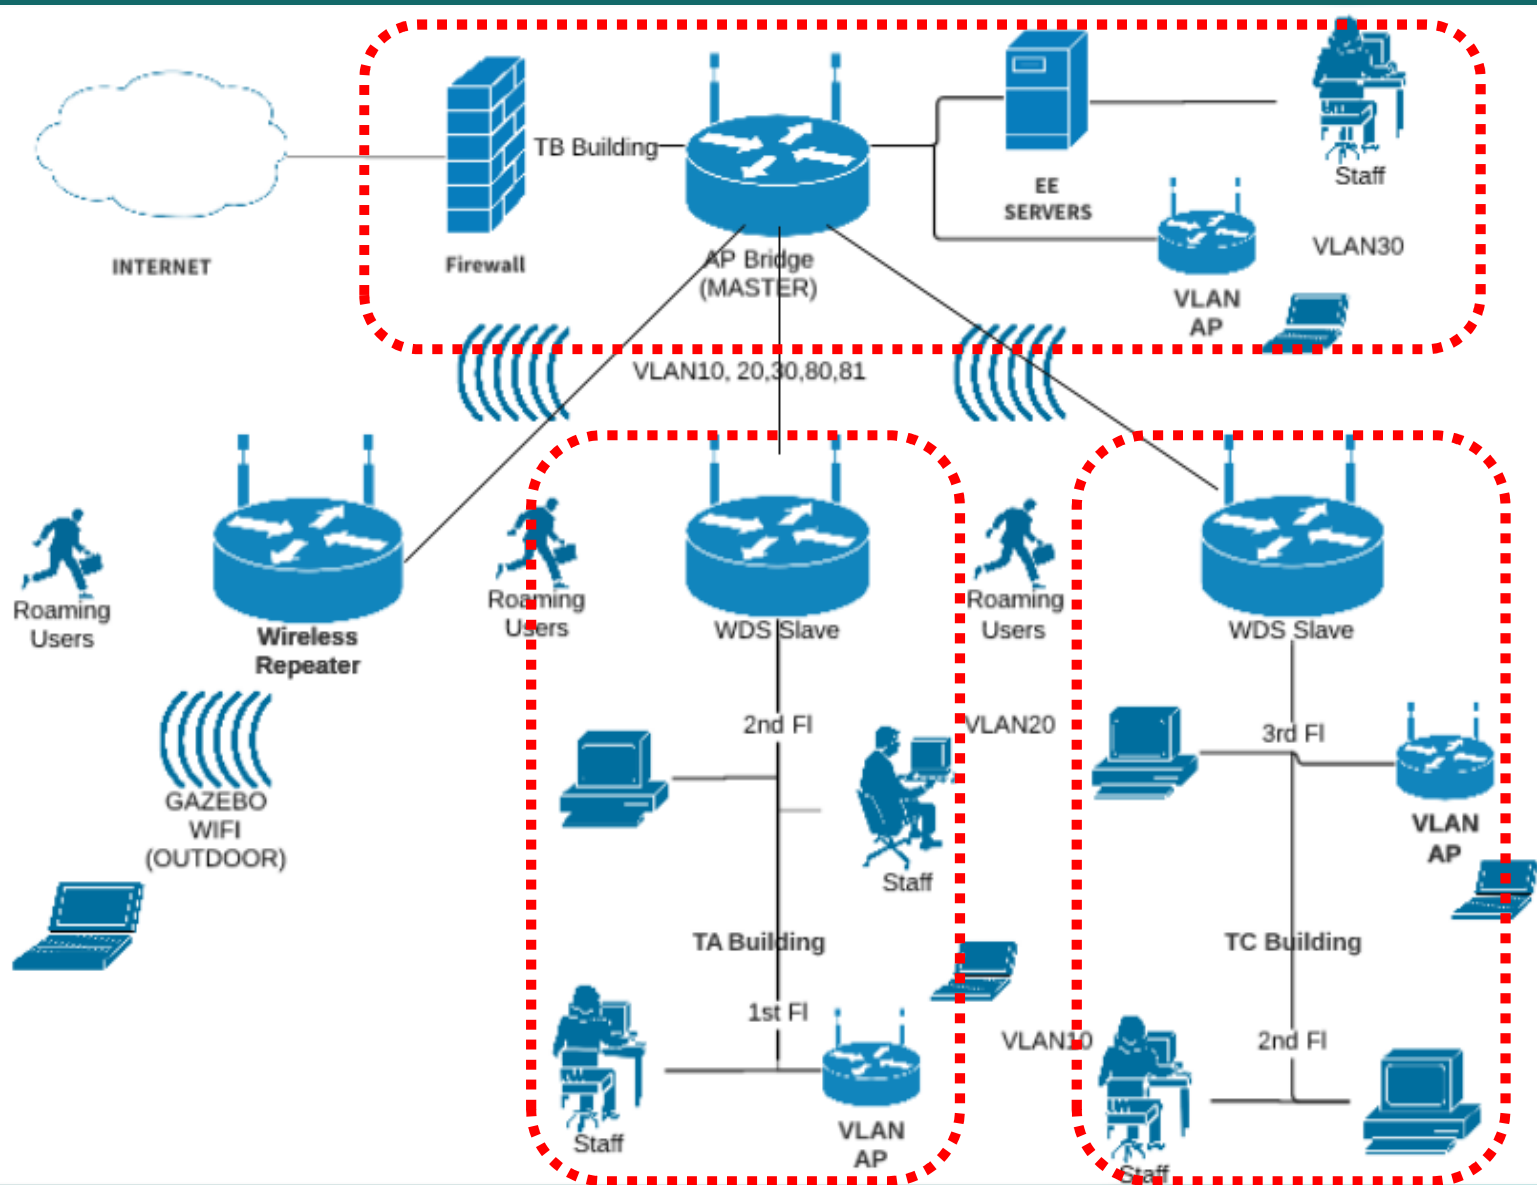 TB Building
EE
SERVERS
Staff
VLAN30
INTERNET
Firewall
AP Bridge
(MASTER)
VLAN
AP
VLAN10, 20,30,80,81
Roaming
Users
Wireless
Repeater
Roaming
Users
WDS Slave
Roaming
Users
WDS Slave
GAZEBO
WIFI
(OUTDOOR)
2nd Fl
VLAN20
Staff
TA Building
1st Fl
Staff
VLAN
AP
3rd Fl
VLAN
AP
TC Building
VLAN10
2nd Fl
Staff